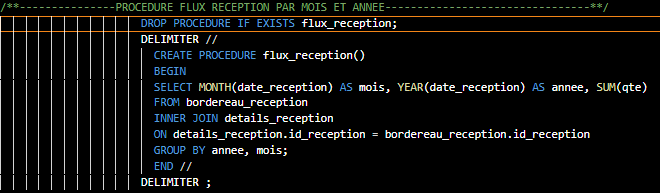 /**----------------PROCEDURE FLUX RECEPTION PAR MOIS ET ANNEE----------------------------------**/
DROP PROCEDURE IF EXISTS flux_reception;
DELIMITER //
CREATE PROCEDURE flux_reception()
BEGIN
SELECT MONTH(date_reception) AS mois, YEAR(date_reception) AS annee, SUM(qte)
FROM bordereau_reception
INNER JOIN details_reception
ON details_reception.id_reception = bordereau_reception.id_reception
GROUP BY annee, mois;
END //
DELIMITER ;